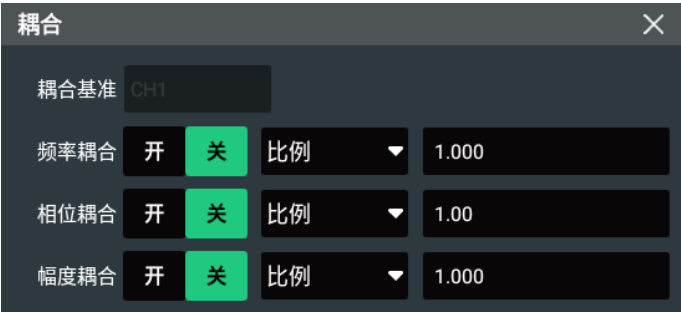 耦合
耦合基准 CH1
频率耦合 开 关 比例 1.000
相位耦合 开 关 比例 1.00
幅度耦合 开 关 比例 1.000